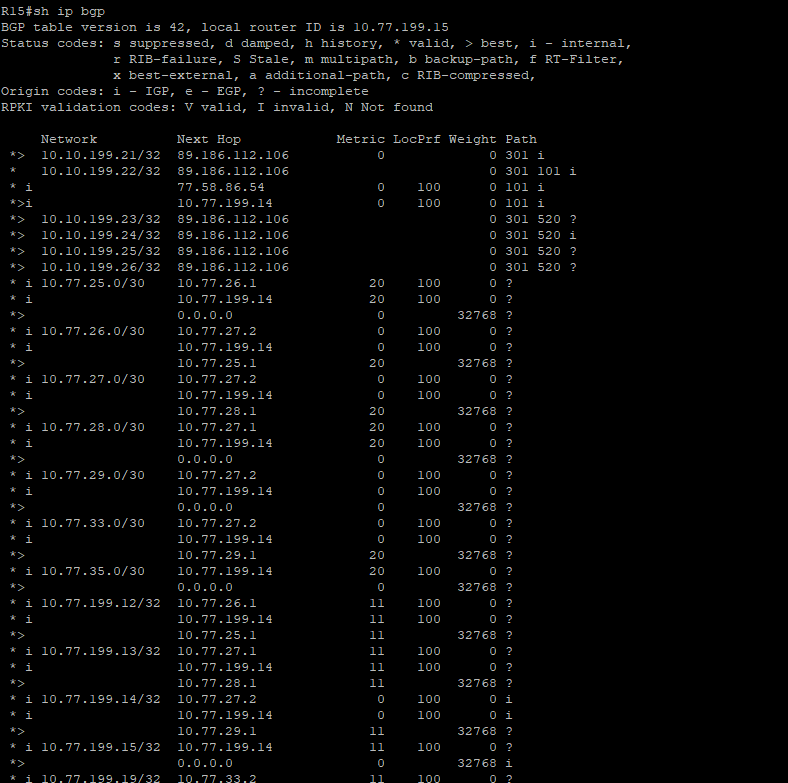 R15#sh ip bgp
BGP table version is 42, local router ID is 10.77.199.15
Status codes: s suppressed, d damped, h history, * valid, > best, i - internal,
              r RIB-failure, S Stale, m multipath, b backup-path, f RT-Filter,
              x best-external, a additional-path, c RIB-compressed,
Origin codes: i - IGP, e - EGP, ? - incomplete
RPKI validation codes: V valid, I invalid, N Not found

     Network          Next Hop            Metric LocPrf Weight Path
 *>  10.10.199.21/32  89.186.112.106           0             0 301 i
 *   10.10.199.22/32  89.186.112.106                         0 301 101 i
 * i                  77.58.86.54              0    100      0 101 i
 *>i                  10.77.199.14             0    100      0 101 i
 *>  10.10.199.23/32  89.186.112.106                         0 301 520 ?
 *>  10.10.199.24/32  89.186.112.106                         0 301 520 i
 *>  10.10.199.25/32  89.186.112.106                         0 301 520 ?
 *>  10.10.199.26/32  89.186.112.106                         0 301 520 ?
 * i 10.77.25.0/30    10.77.26.1              20    100      0 ?
 * i                  10.77.199.14            20    100      0 ?
 *>                   0.0.0.0                  0         32768 ?
 * i 10.77.26.0/30    10.77.27.2               0    100      0 ?
 * i                  10.77.199.14             0    100      0 ?
 *>                   10.77.25.1              20         32768 ?
 * i 10.77.27.0/30    10.77.27.2               0    100      0 ?
 * i                  10.77.199.14             0    100      0 ?
 *>                   10.77.28.1              20         32768 ?
 * i 10.77.28.0/30    10.77.27.1              20    100      0 ?
 * i                  10.77.199.14            20    100      0 ?
 *>                   0.0.0.0                  0         32768 ?
 * i 10.77.29.0/30    10.77.27.2               0    100      0 ?
 * i                  10.77.199.14             0    100      0 ?
 *>                   0.0.0.0                  0         32768 ?
 * i 10.77.33.0/30    10.77.27.2               0    100      0 ?
 * i                  10.77.199.14             0    100      0 ?
 *>                   10.77.29.1              20         32768 ?
 * i 10.77.35.0/30    10.77.199.14            20    100      0 ?
 *>                   0.0.0.0                  0         32768 ?
 * i 10.77.199.12/32  10.77.26.1              11    100      0 ?
 * i                  10.77.199.14            11    100      0 ?
 *>                   10.77.25.1              11         32768 ?
 * i 10.77.199.13/32  10.77.27.1              11    100      0 ?
 * i                  10.77.199.14            11    100      0 ?
 *>                   10.77.28.1              11         32768 ?
 * i 10.77.199.14/32  10.77.27.2               0    100      0 i
 * i                  10.77.199.14             0    100      0 i
 *>                   10.77.29.1              11         32768 ?
 * i 10.77.199.15/32  10.77.199.14            11    100      0 ?
 *>                   0.0.0.0                  0         32768 i
 * i 10.77.199.19/32  10.77.33.2              11    100      0 ?